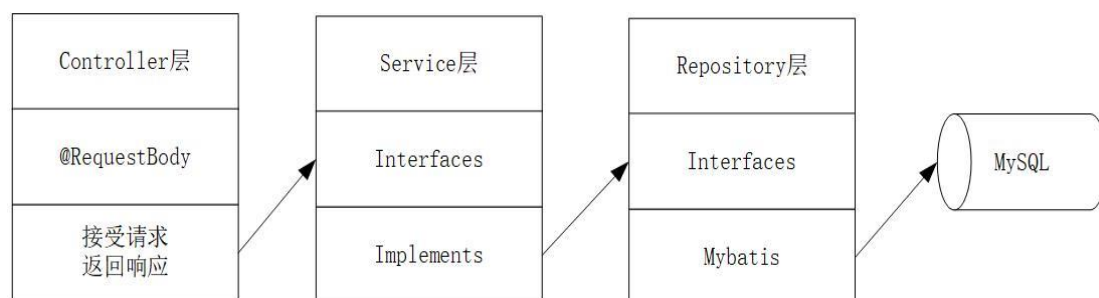 Controller层
@RequestBody
接受请求
返回响应
Service层
Interfaces
Implements
Repository层
Interfaces
Mybatis
MySQL